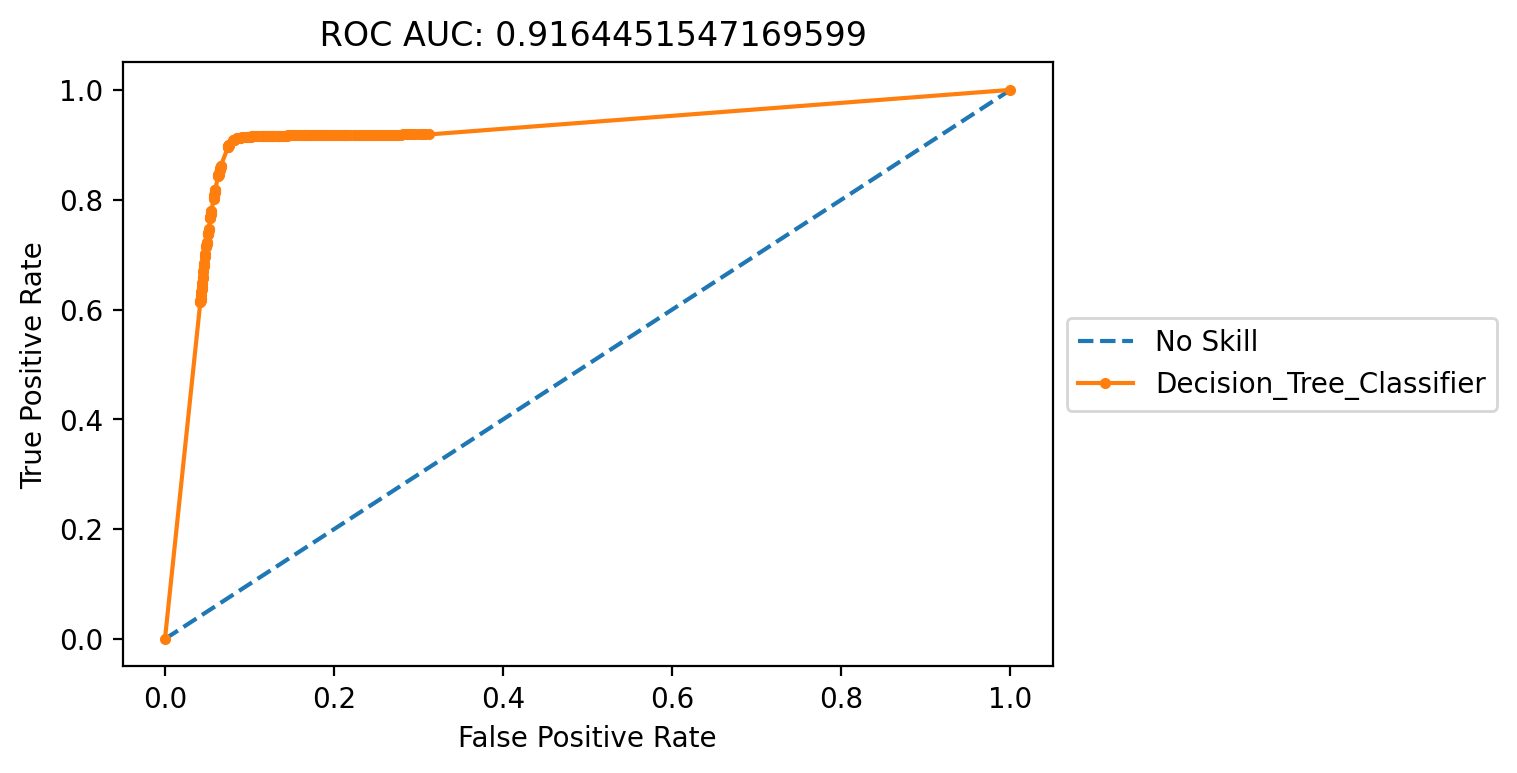 ROC AUC: 0.9164451547169599
1.0
0.8
0.6
0.4
0.2
0.0
True Positive Rate
0.0 0.2 0.4 0.6 0.8 1.0
False Positive Rate
No Skill
Decision_Tree_Classifier